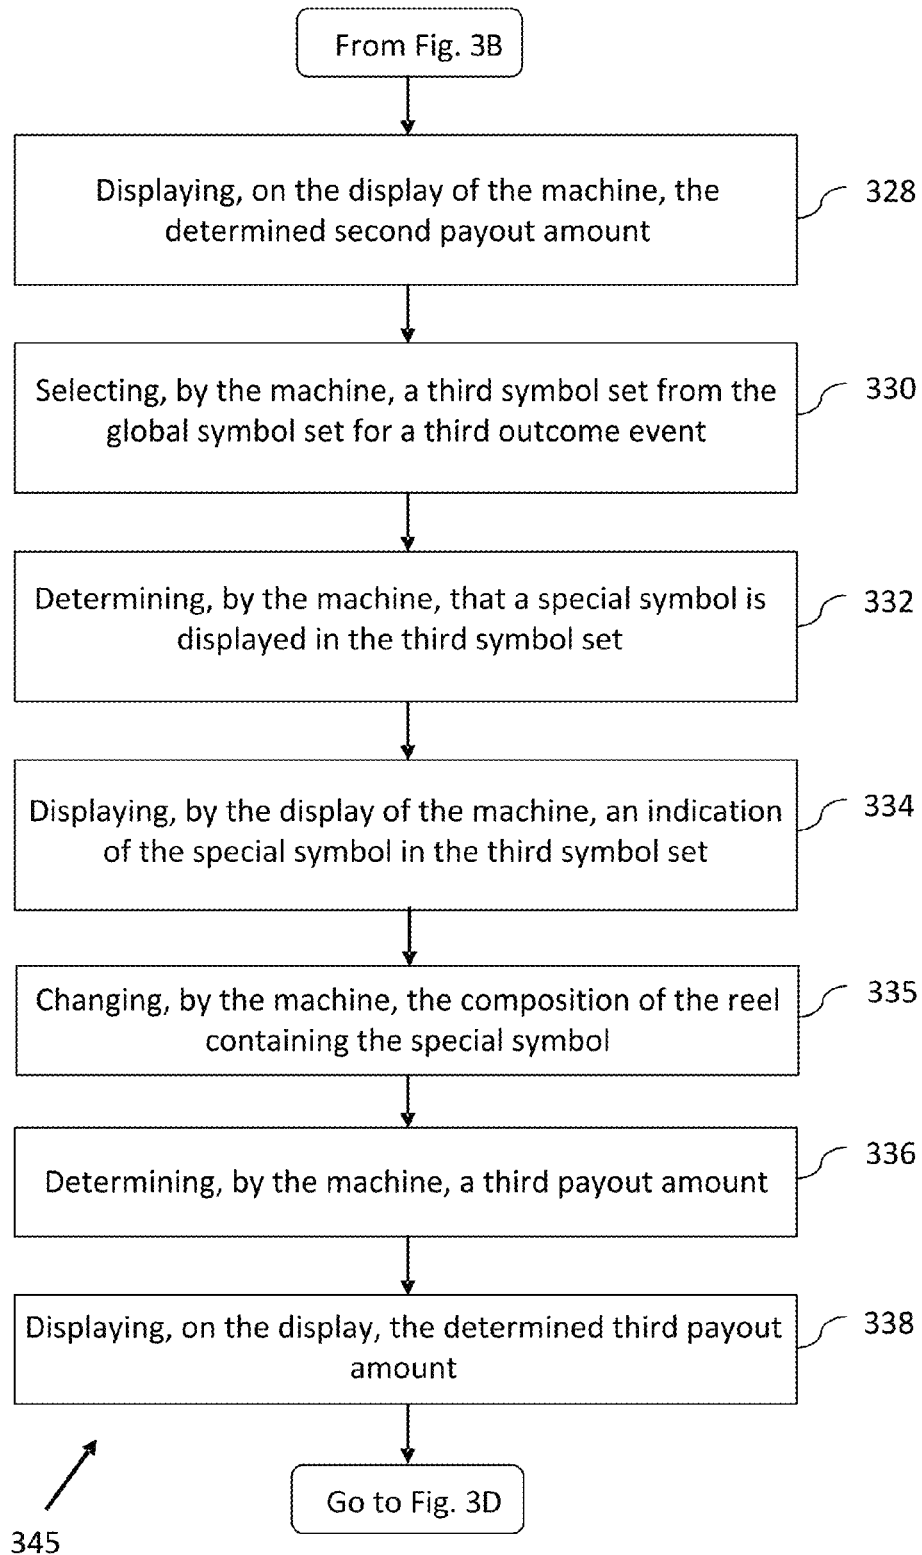 From Fig. 3B
Displaying, on the display of the machine, the
determined second payout amount
328
Selecting, by the machine, a third symbol set from the
global symbol set for a third outcome event
330
Determining, by the machine, that a special symbol is
displayed in the third symbol set
332
Displaying, by the display of the machine, an indication
of the special symbol in the third symbol set
334
Changing, by the machine, the composition of the reel
containing the special symbol
335
Determining, by the machine, a third payout amount
336
Displaying, on the display, the determined third payout
amount
338
Go to Fig. 3D
345